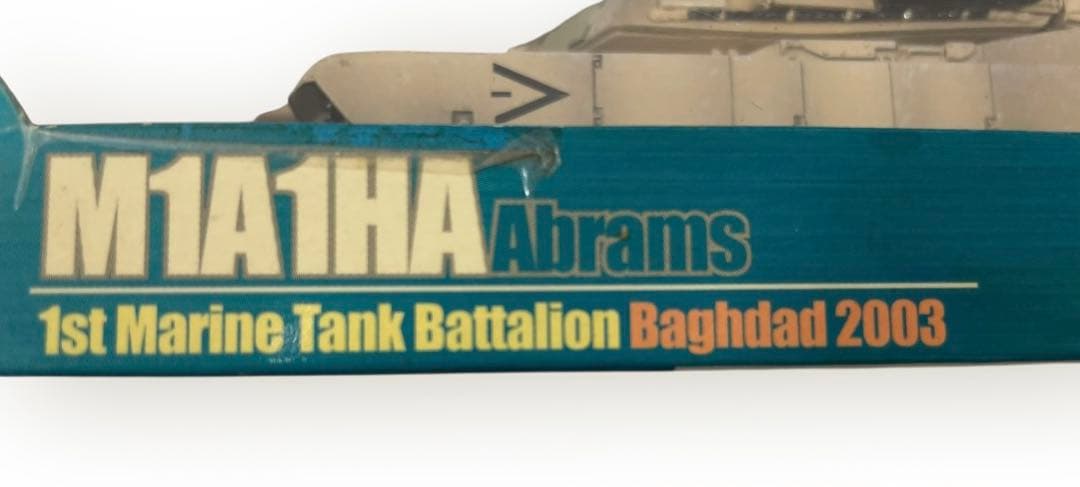 M1A1HA Abrams
1st Marine Tank Battalion Baghdad 2003